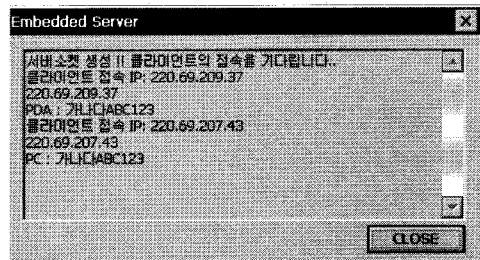 Embedded Server
서버소켓 생성 !! 클라이언트의 접속을 기다립니다..
클라이언트 접속 IP: 220.69.209.37
220.69.209.37
PDA : 가나다ABC123
클라이언트 접속 IP: 220.69.207.43
220.69.207.43
PC : 가나다ABC123
CLOSE